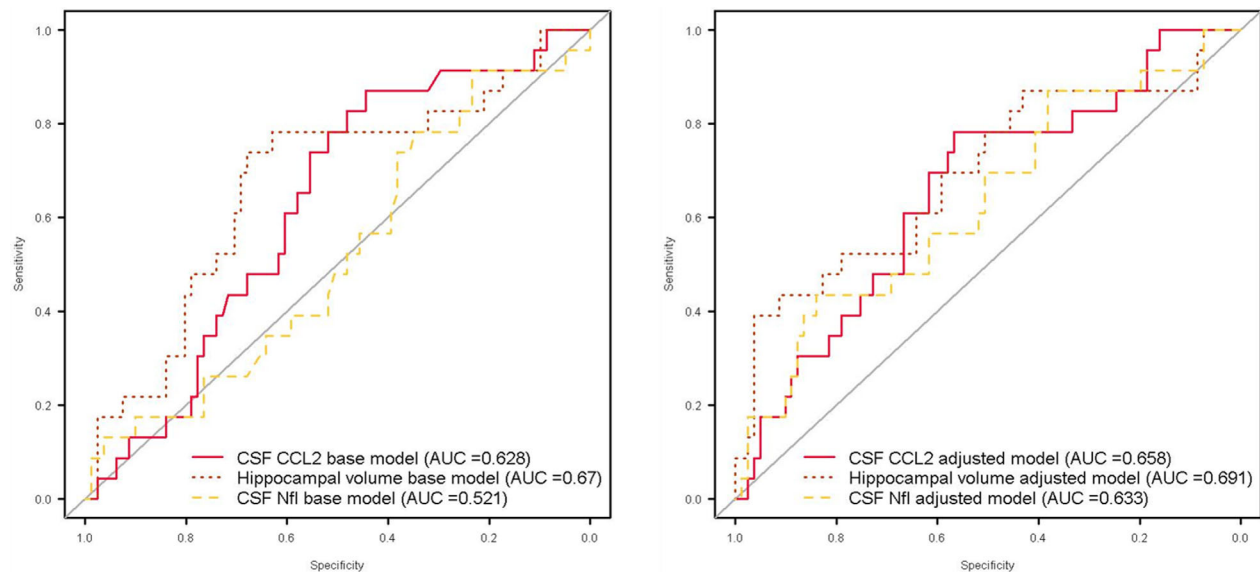 1.0
0.8
0.6
0.4
0.2
0.0
Sensitivity
CSF CCL2 base model (AUC =0.628)
Hippocampal volume base model (AUC =0.67)
CSF Nfl base model (AUC =0.521)
1.0 0.8 0.6 0.4 0.2 0.0
Specificity
1.0
0.8
0.6
0.4
0.2
0.0
Sensitivity
CSF CCL2 adjusted model (AUC =0.658)
Hippocampal volume adjusted model (AUC =0.691)
CSF Nfl adjusted model (AUC =0.633)
1.0 0.8 0.6 0.4 0.2 0.0
Specificity